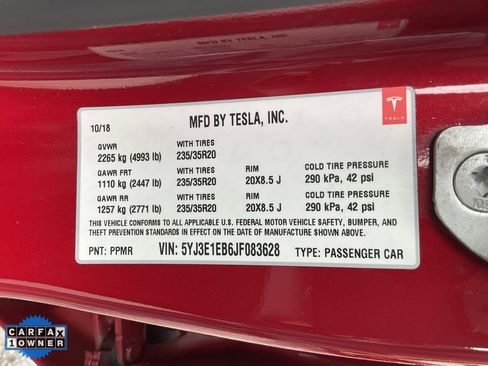 MFD BY TESLA, INC.
10/18
TESLA
GVWR WITH TIRES
2265 kg (4993 lb) 235/35R20
GAWR FRT WITH TIRES RIM COLD TIRE PRESSURE
1110 kg (2447 lb) 235/35R20 20X8.5 J 290 kPa, 42 psi
GAWR RR WITH TIRES RIM COLD TIRE PRESSURE
1257 kg (2771 lb) 235/35R20 20X8.5 J 290 kPa, 42 psi
THIS VEHICLE CONFORMS TO ALL APPLICABLE U.S. FEDERAL MOTOR VEHICLE SAFETY, BUMPER, AND
THEFT PREVENTION STANDARDS IN EFFECT ON THE DATE OF MANUFACTURE SHOWN ABOVE.
PNT: PPMR VIN: 5YJ3E1EB6JF083628 TYPE: PASSENGER CAR
CARFAX
1 OWNER